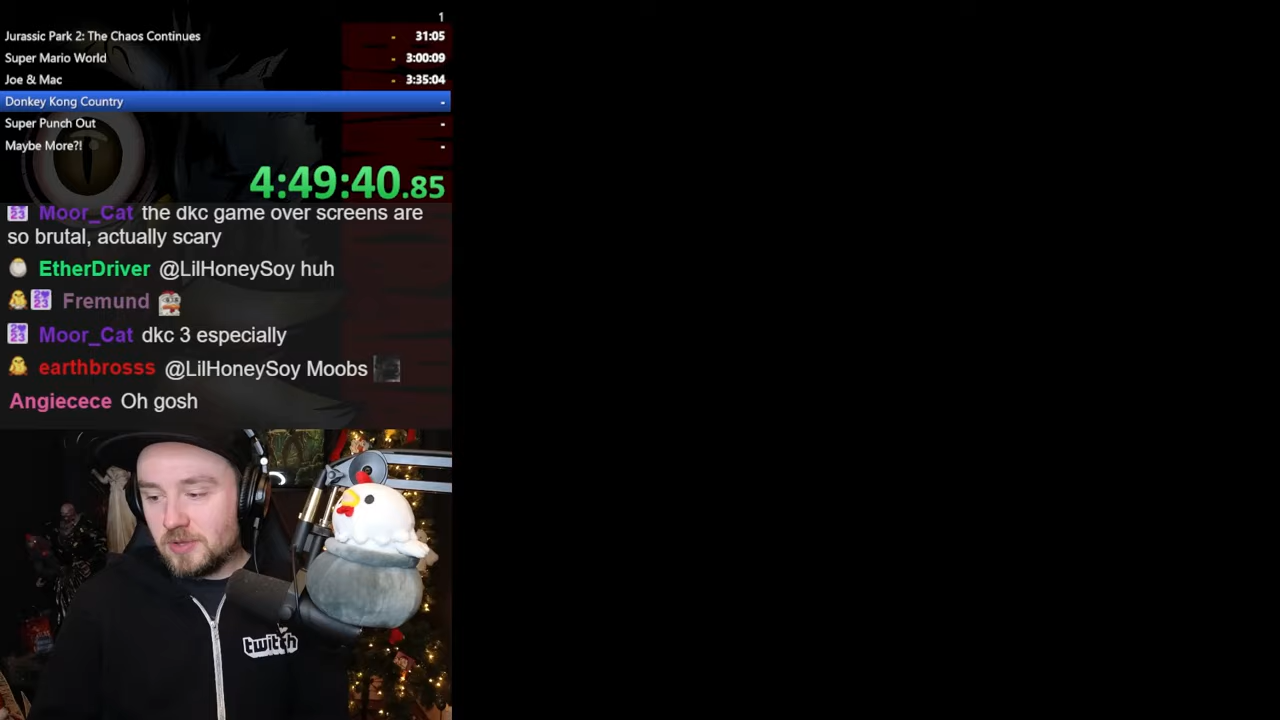 1
Jurassic Park 2: The Chaos Continues - 31:05
Super Mario World - 3:00:09
Joe & Mac - 3:35:04
Donkey Kong Country -
Super Punch Out -
Maybe More?! -
4:49:40.85
Moor_Cat the dkc game over screens are
so brutal, actually scary
EtherDriver @LilHoneySoy huh
Fremund
Moor_Cat dkc 3 especially
earthbrosss @LilHoneySoy Moobs
Angiecece Oh gosh
twitch